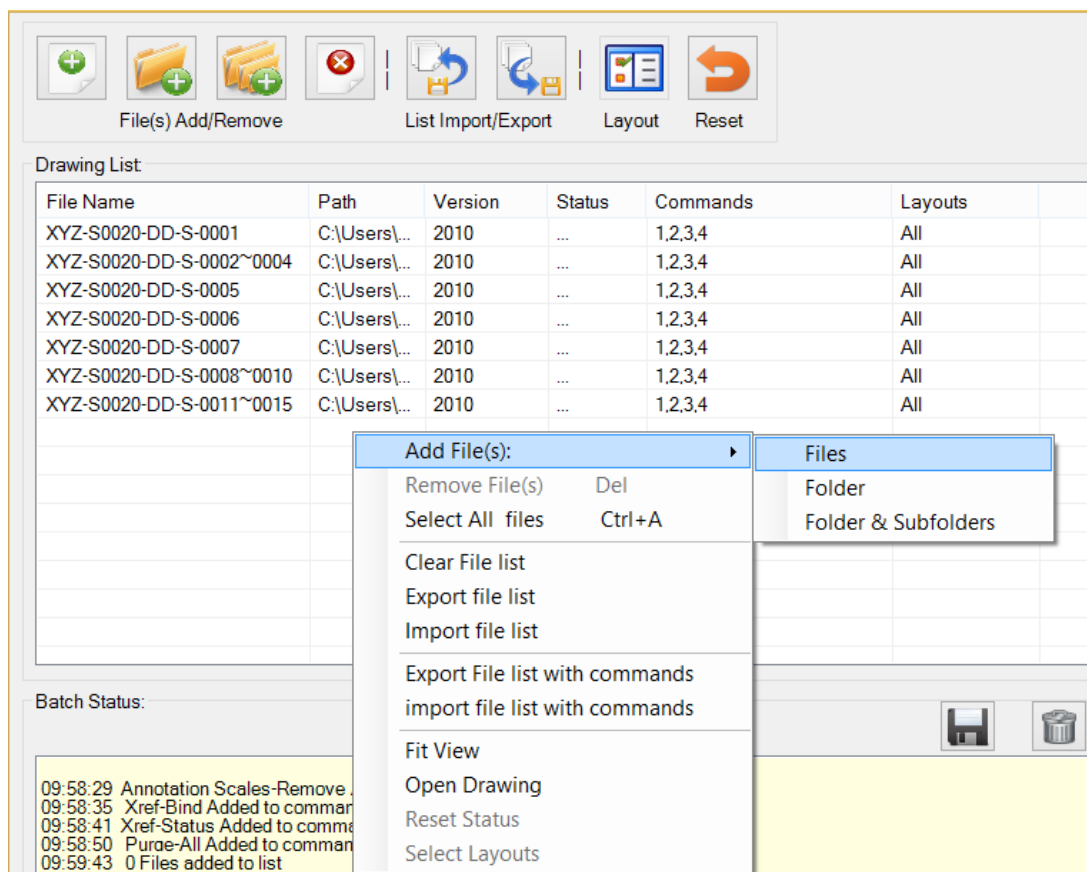 File(s) Add/Remove List Import/Export Layout Reset
Drawing List:
File Name Path Version Status Commands Layouts
XYZ-S0020-DD-S-0001 C:\Users\... 2010 ... 1,2,3,4 All
XYZ-S0020-DD-S-0002~0004 C:\Users\... 2010 ... 1,2,3,4 All
XYZ-S0020-DD-S-0005 C:\Users\... 2010 ... 1,2,3,4 All
XYZ-S0020-DD-S-0006 C:\Users\... 2010 ... 1,2,3,4 All
XYZ-S0020-DD-S-0007 C:\Users\... 2010 ... 1,2,3,4 All
XYZ-S0020-DD-S-0008~0010 C:\Users\... 2010 ... 1,2,3,4 All
XYZ-S0020-DD-S-0011~0015 C:\Users\... 2010 ... 1,2,3,4 All
Add File(s): Files
Remove File(s) Del Folder
Select All files Ctrl+A Folder & Subfolders
Clear File list
Export file list
Import file list
Export File list with commands
import file list with commands
Fit View
Open Drawing
Reset Status
Select Layouts
Batch Status:
09:58:29 Annotation Scales-Remove
09:58:35 Xref-Bind Added to comman
09:58:41 Xref-Status Added to comma
09:58:50 Purge-All Added to comman
09:59:43 0 Files added to list